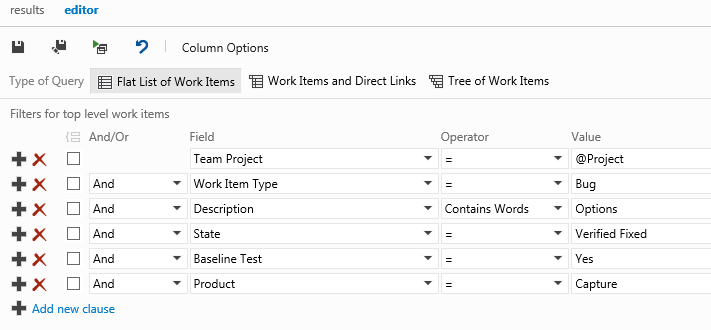 results editor
Column Options
Type of Query Flat List of Work Items Work Items and Direct Links Tree of Work Items
Filters for top level work items
And/Or Field Operator Value
Team Project = @Project
And Work Item Type = Bug
And Description Contains Words Options
And State = Verified Fixed
And Baseline Test = Yes
And Product = Capture
Add new clause